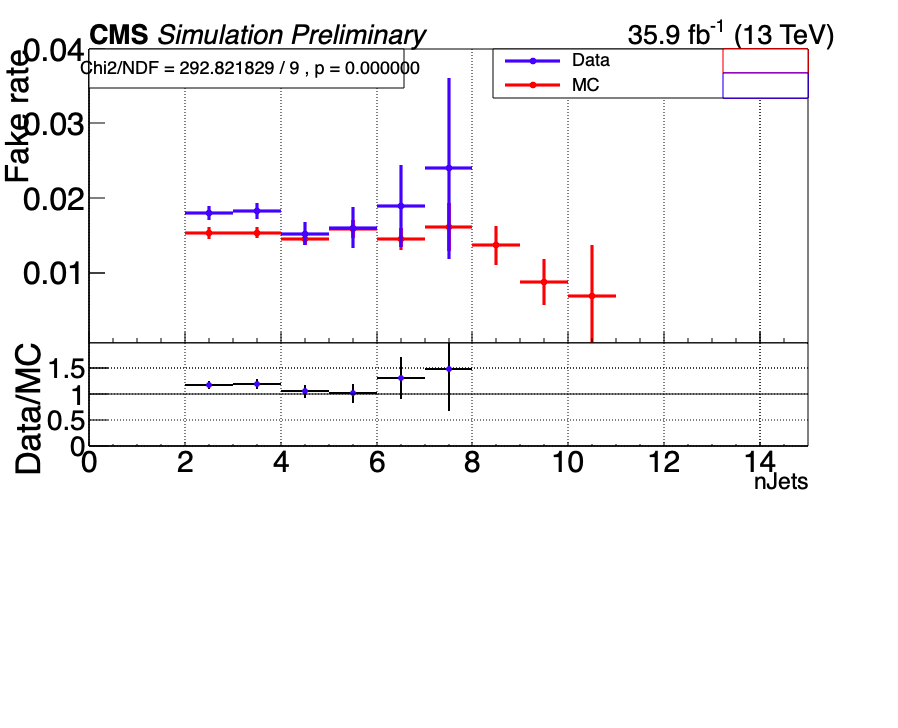 CMS Simulation Preliminary
35.9 fb-1 (13 TeV)
Chi2/NDF = 292.821829 / 9 , p = 0.000000
Data
MC
Fake rate
0.04
0.03
0.02
0.01
Data/MC
1.5
1
0.5
0
0 2 4 6 8 10 12 14
nJets